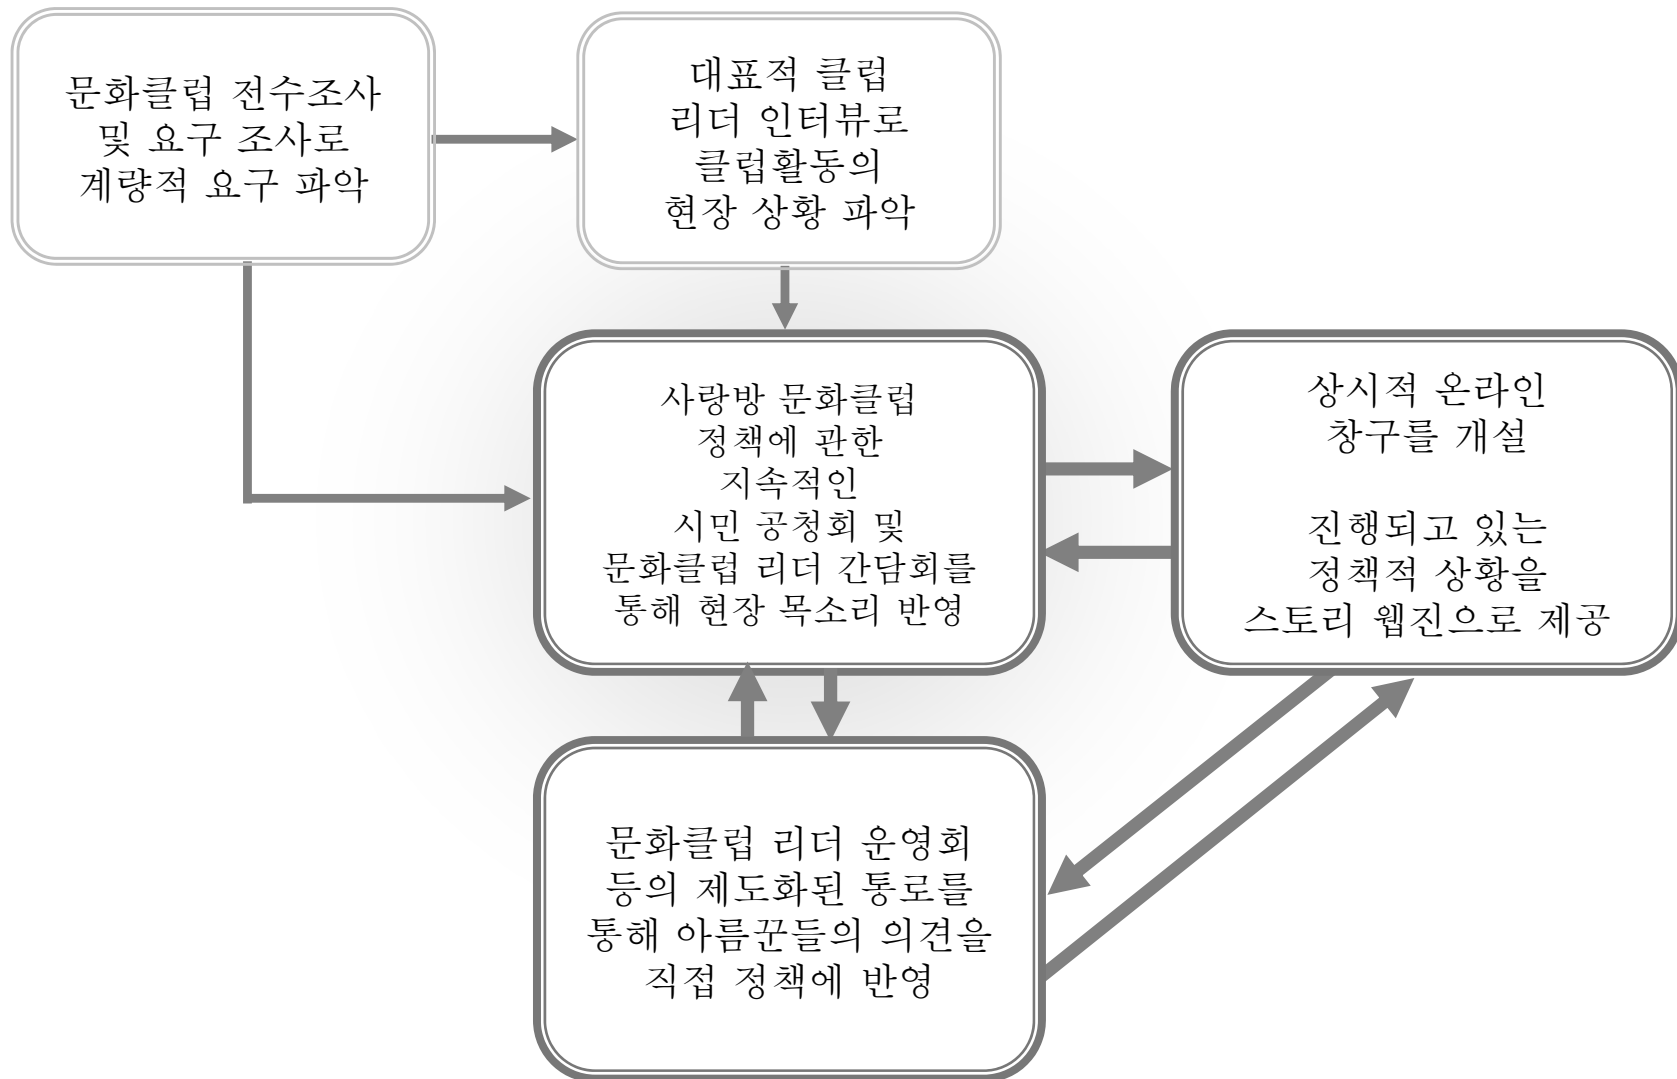 문화클럽 전수조사
및 요구 조사로
계량적 요구 파악
대표적 클럽
리더 인터뷰로
클럽활동의
현장 상황 파악
사랑방 문화클럽
정책에 관한
지속적인
시민 공청회 및
문화클럽 리더 간담회를
통해 현장 목소리 반영
상시적 온라인
창구를 개설
진행되고 있는
정책적 상황을
스토리 웹진으로 제공
문화클럽 리더 운영회
등의 제도화된 통로를
통해 아름꾼들의 의견을
직접 정책에 반영